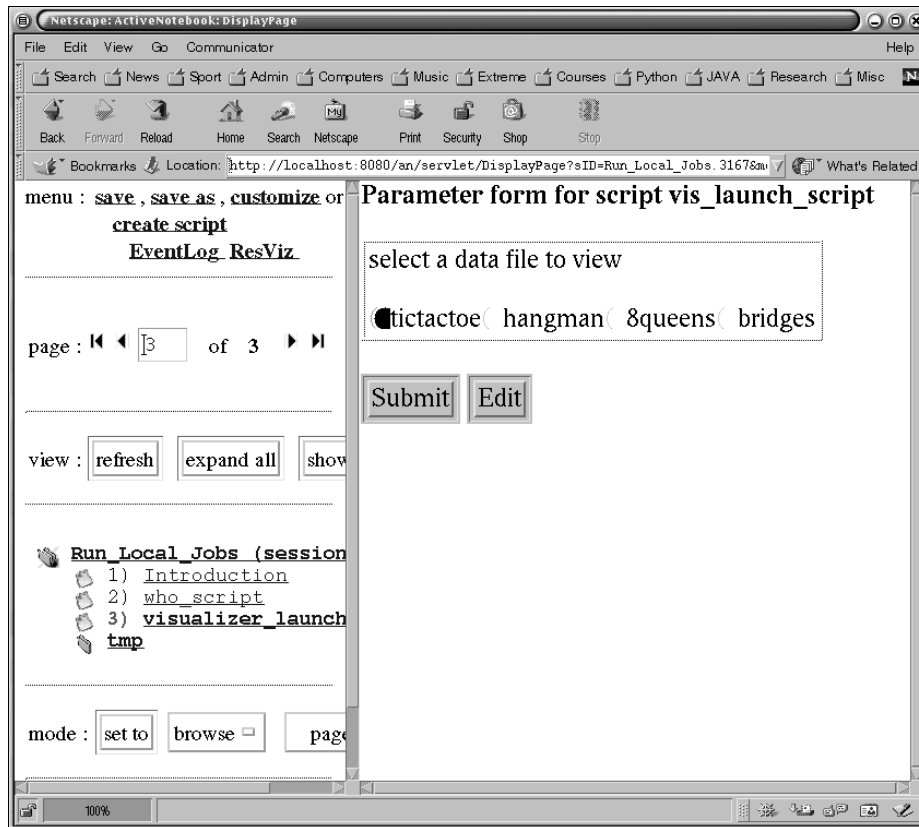 Netscape: ActiveNotebook: DisplayPage
File Edit View Go Communicator Help
Search News Sport Admin Computers Music Extreme Courses Python JAVA Research Misc
Back Forward Reload Home Search Netscape Print Security Shop Stop
My
Bookmarks Location: http://localhost:8080/an/servlet/DisplayPage?sID=Run_Local_Jobs.3167&mo What's Related
menu : save , save as , customize or
create script
EventLog ResViz
page : 3 of 3
view : refresh expand all show
Run_Local_Jobs (session
1) Introduction
2) who_script
3) visualizer_launch
tmp
mode : set to browse page
Parameter form for script vis_launch_script
select a data file to view
tictactoe hangman 8queens bridges
Submit Edit
100%